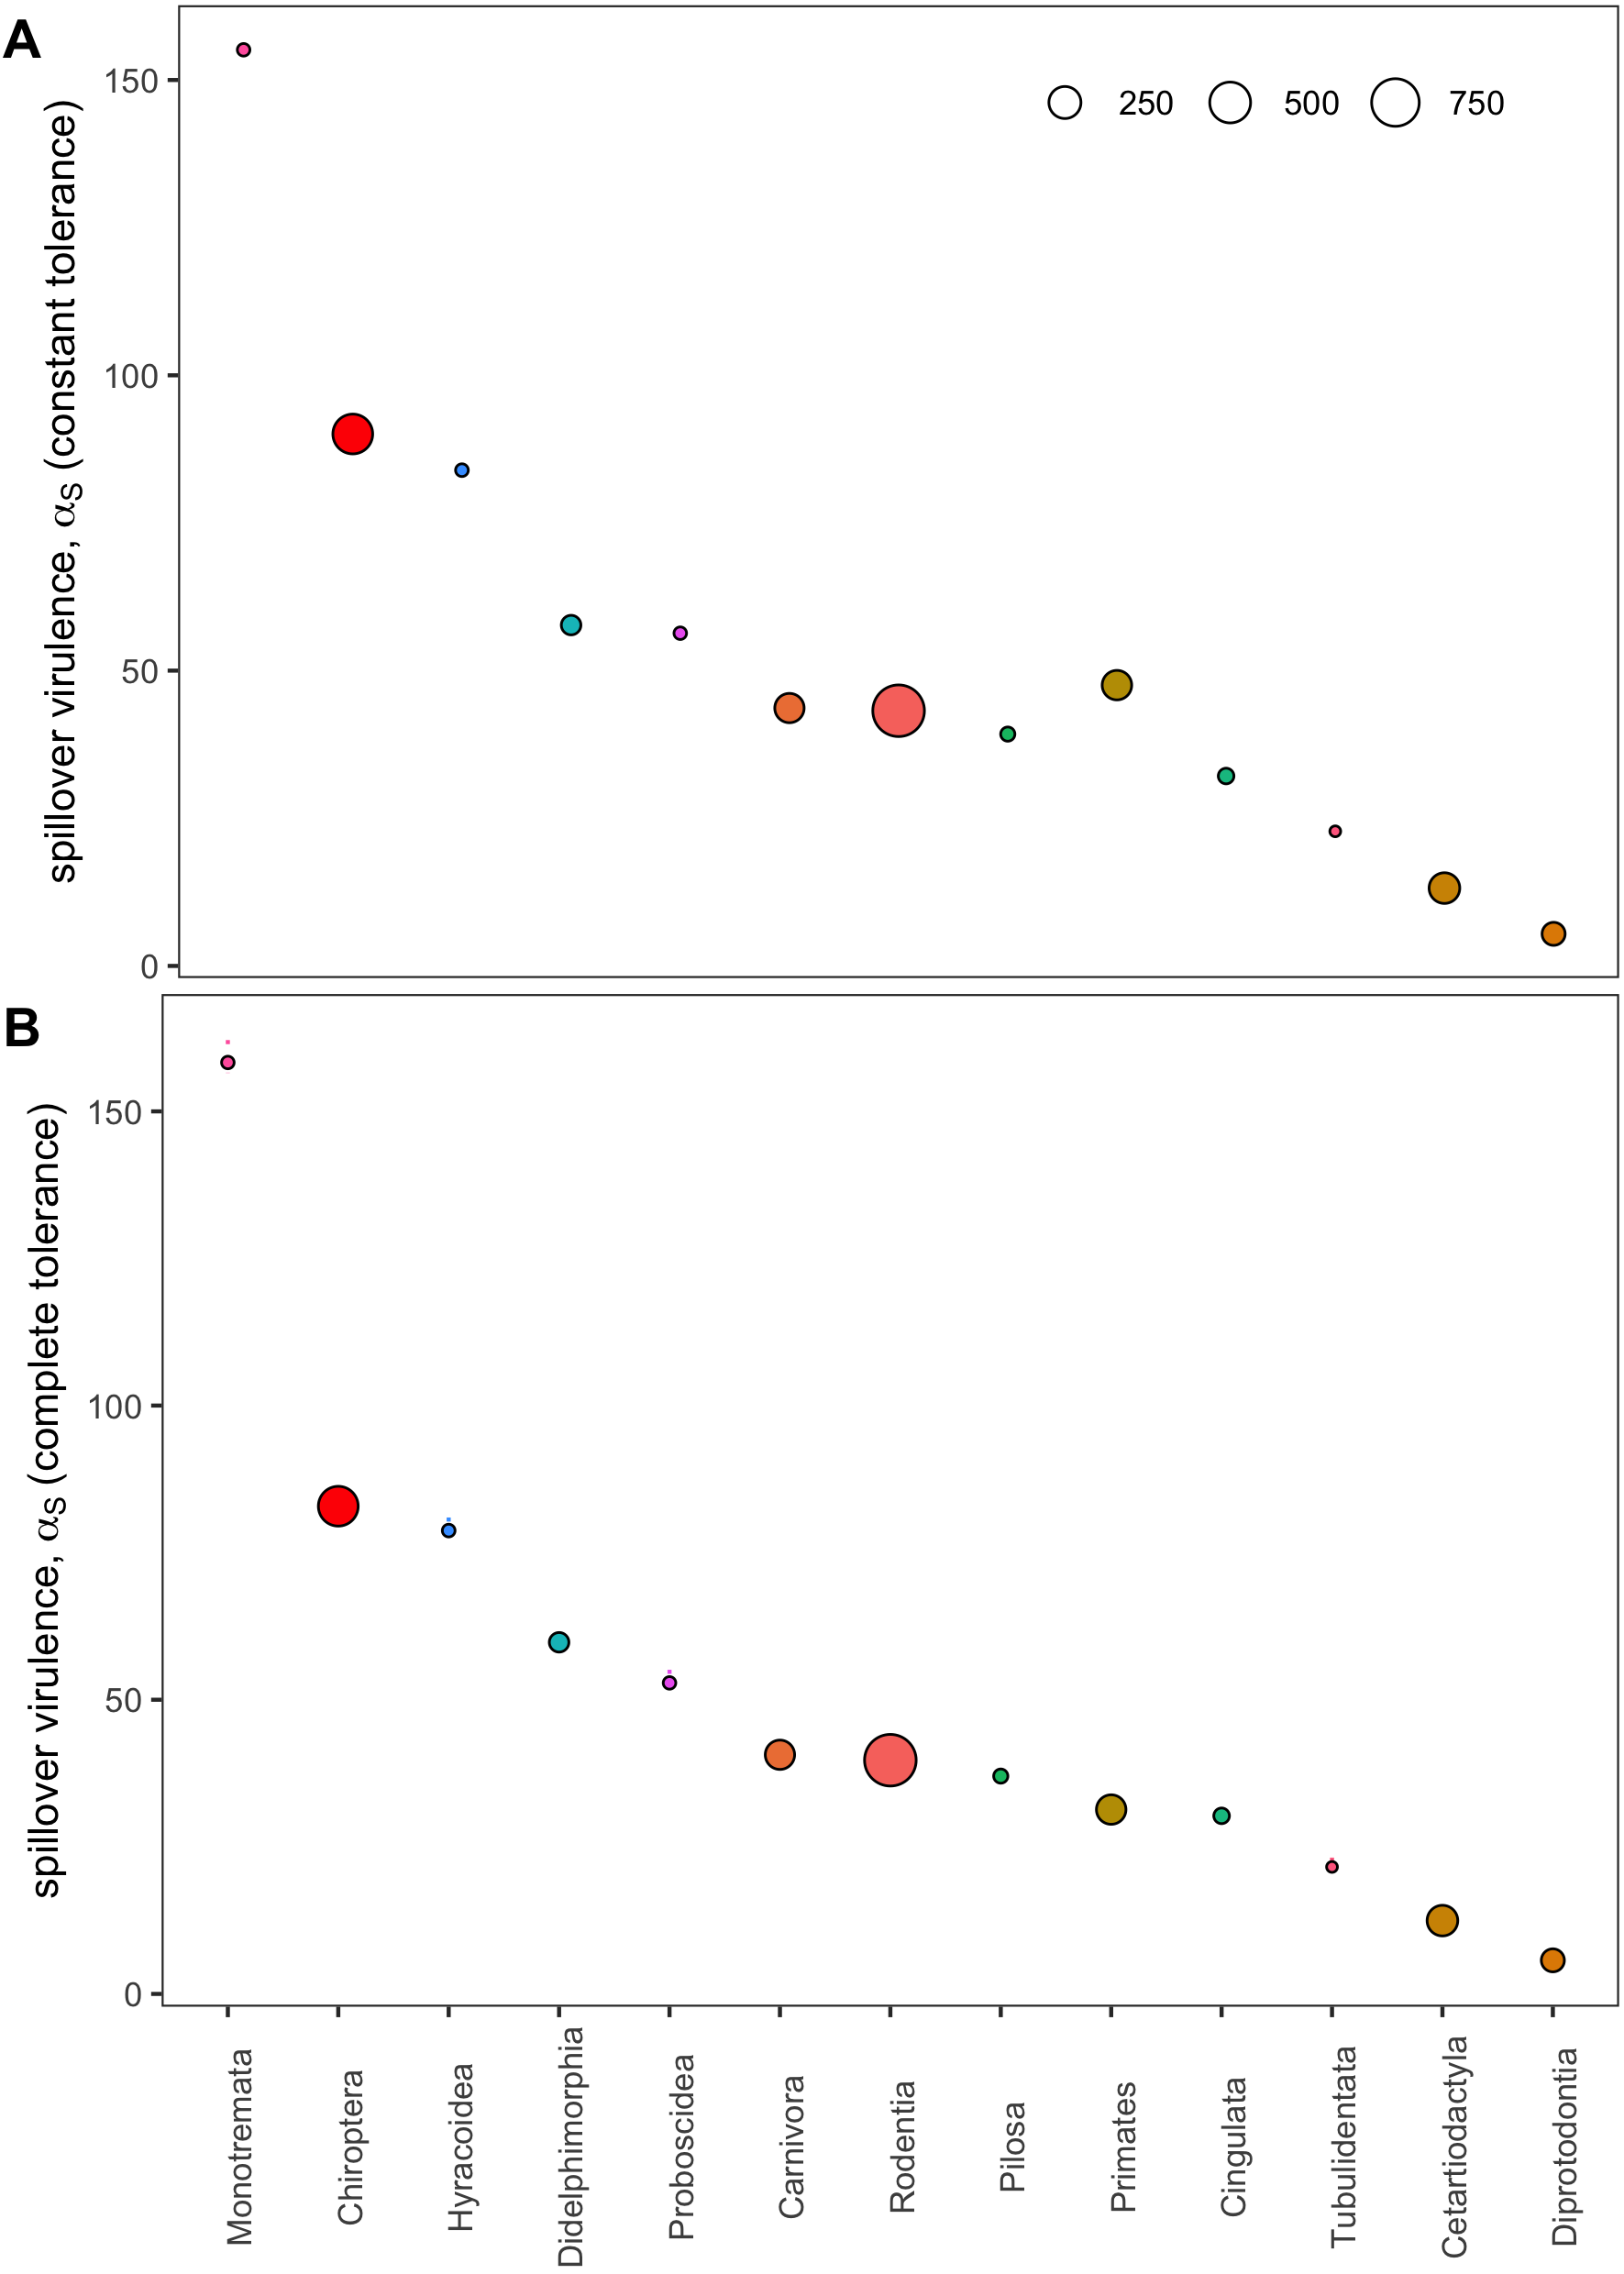 A
spillover virulence, αS (constant tolerance)
150
100
50
0
250 500 750
B
spillover virulence, αS (complete tolerance)
150
100
50
0
Monotremata
Chiroptera
Hyracoidea
Didelphimorphia
Proboscidea
Carnivora
Rodentia
Pilosa
Primates
Cingulata
Tubulidentata
Cetartiodactyla
Diprotodontia